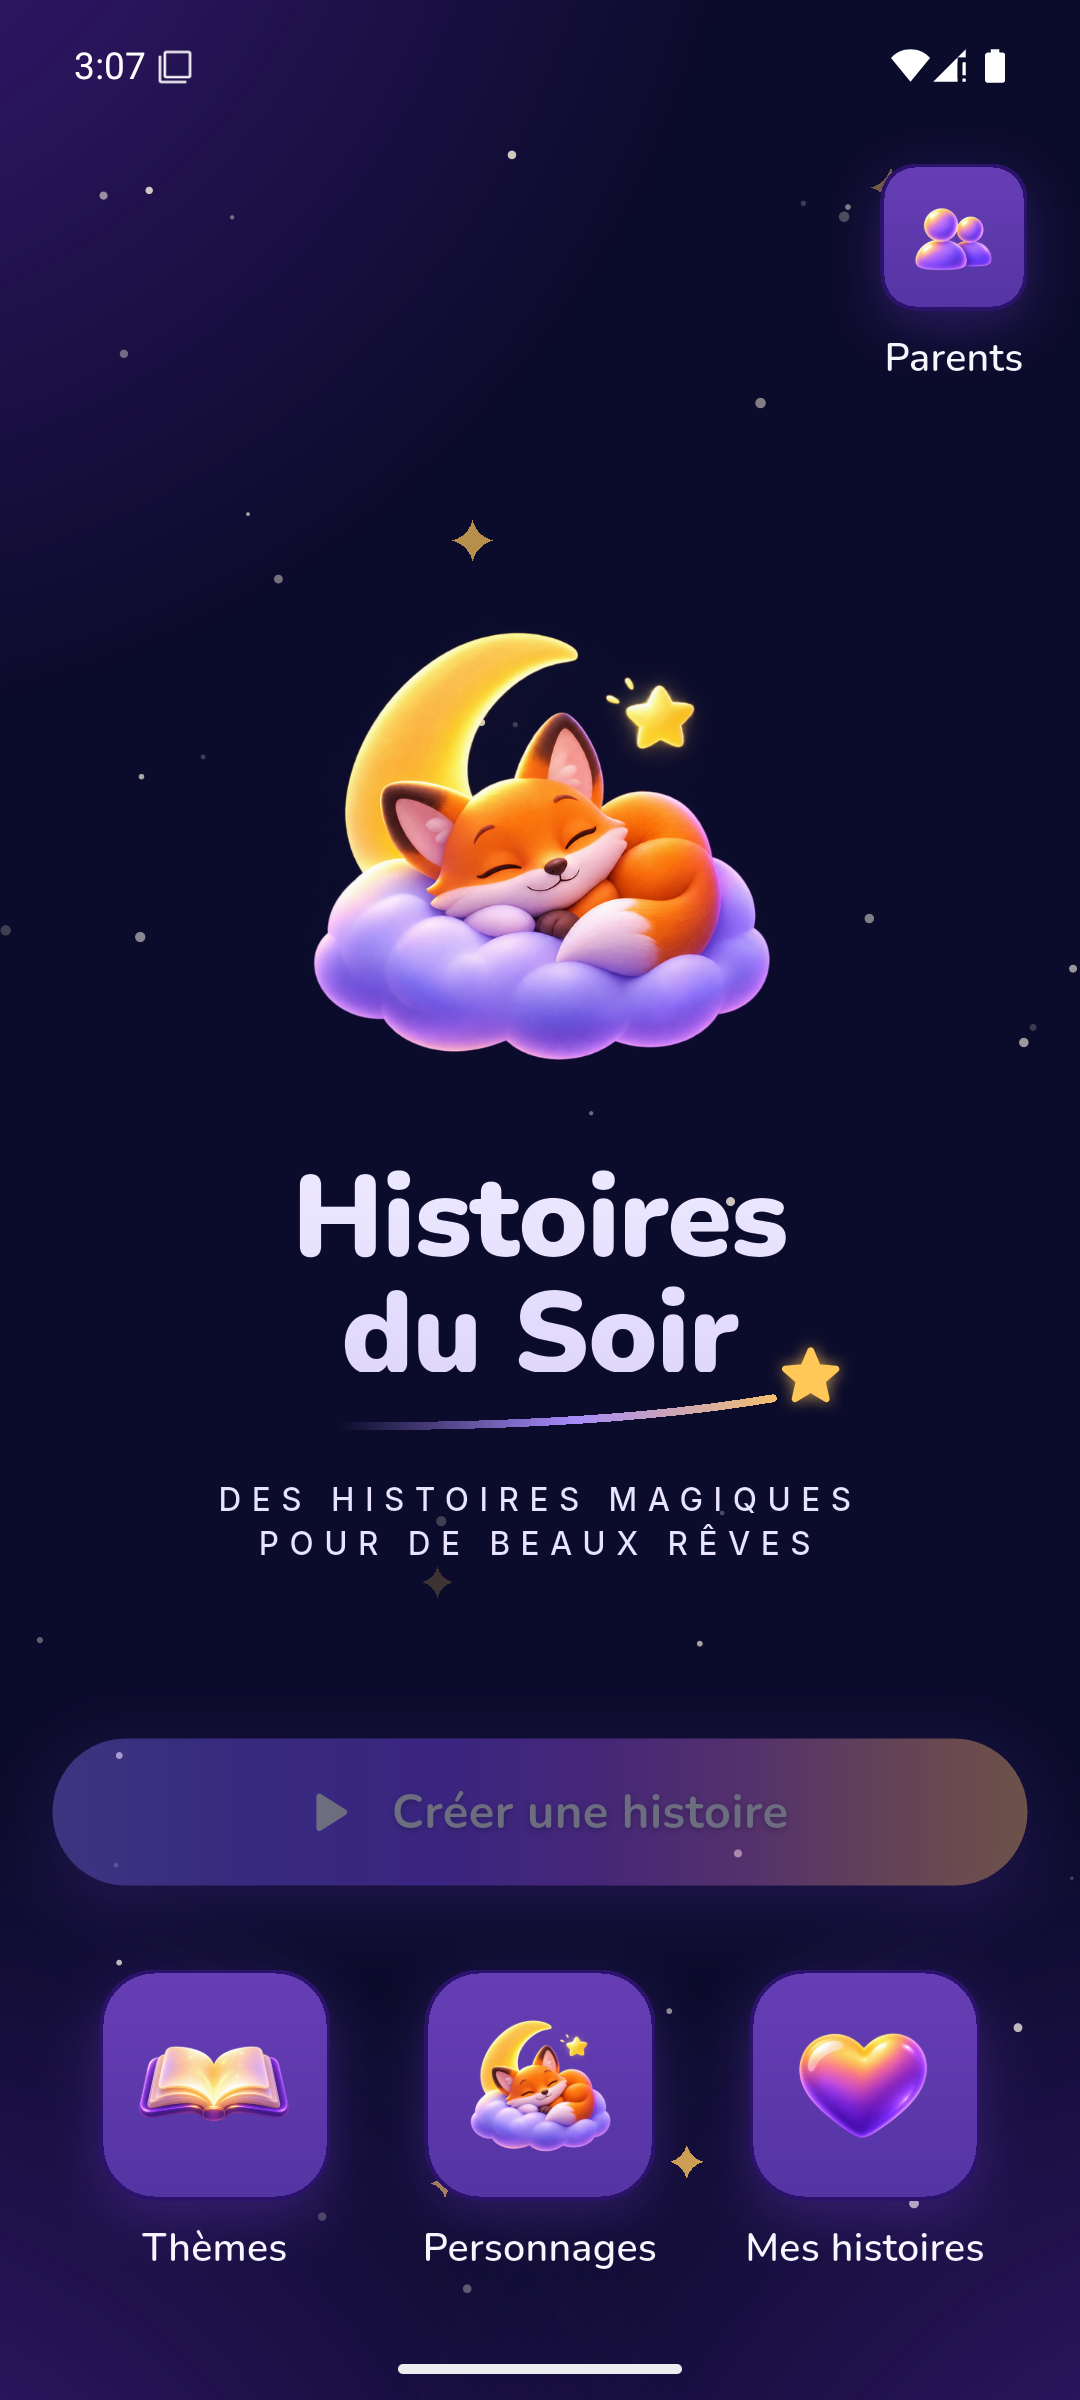 3:07
Parents
Histoires
du Soir
DES HISTOIRES MAGIQUES
POUR DE BEAUX RÊVES
Créer une histoire
Thèmes
Personnages
Mes histoires